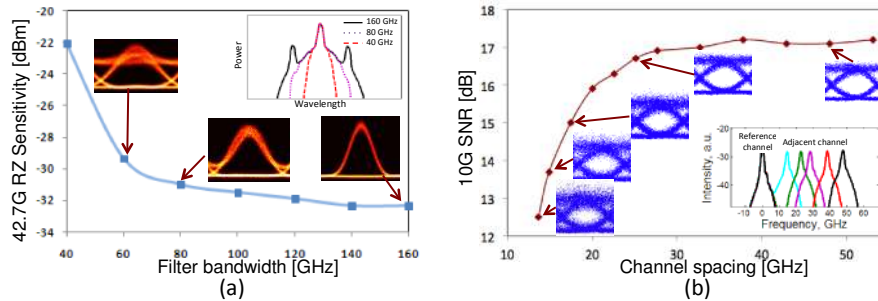 (a)
42.7G RZ Sensitivity [dBm]
-20
-22
-24
-26
-28
-30
-32
-34
40
60
80
100
120
140
160
Filter bandwidth [GHz]
(a)
Power
160 GHz
80 GHz
40 GHz
Wavelength
(b)
10G SNR [dB]
18
17
16
15
14
13
12
10
20
30
40
50
Channel spacing [GHz]
(b)
Reference channel
Adjacent channel
Intensity, a.u.
-20
-30
-40
-10
0
10
20
30
40
50
60
Frequency, GHz